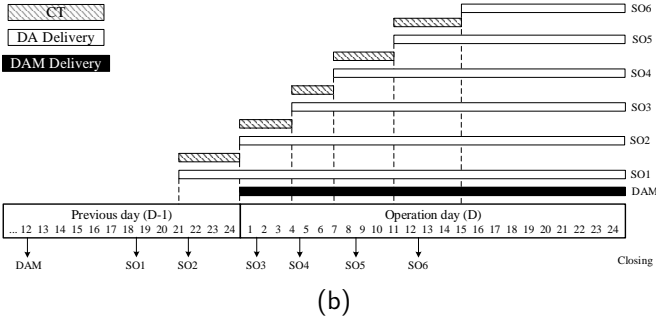 CT
DA Delivery
DAM Delivery
SO6
SO5
SO4
SO3
SO2
SO1
DAM
Previous day (D-1)
Operation day (D)
... 12 13 14 15 16 17 18 19 20 21 22 23 24
1 2 3 4 5 6 7 8 9 10 11 12 13 14 15 16 17 18 19 20 21 22 23 24
DAM SO1 SO2 SO3 SO4 SO5 SO6 Closing
(b)